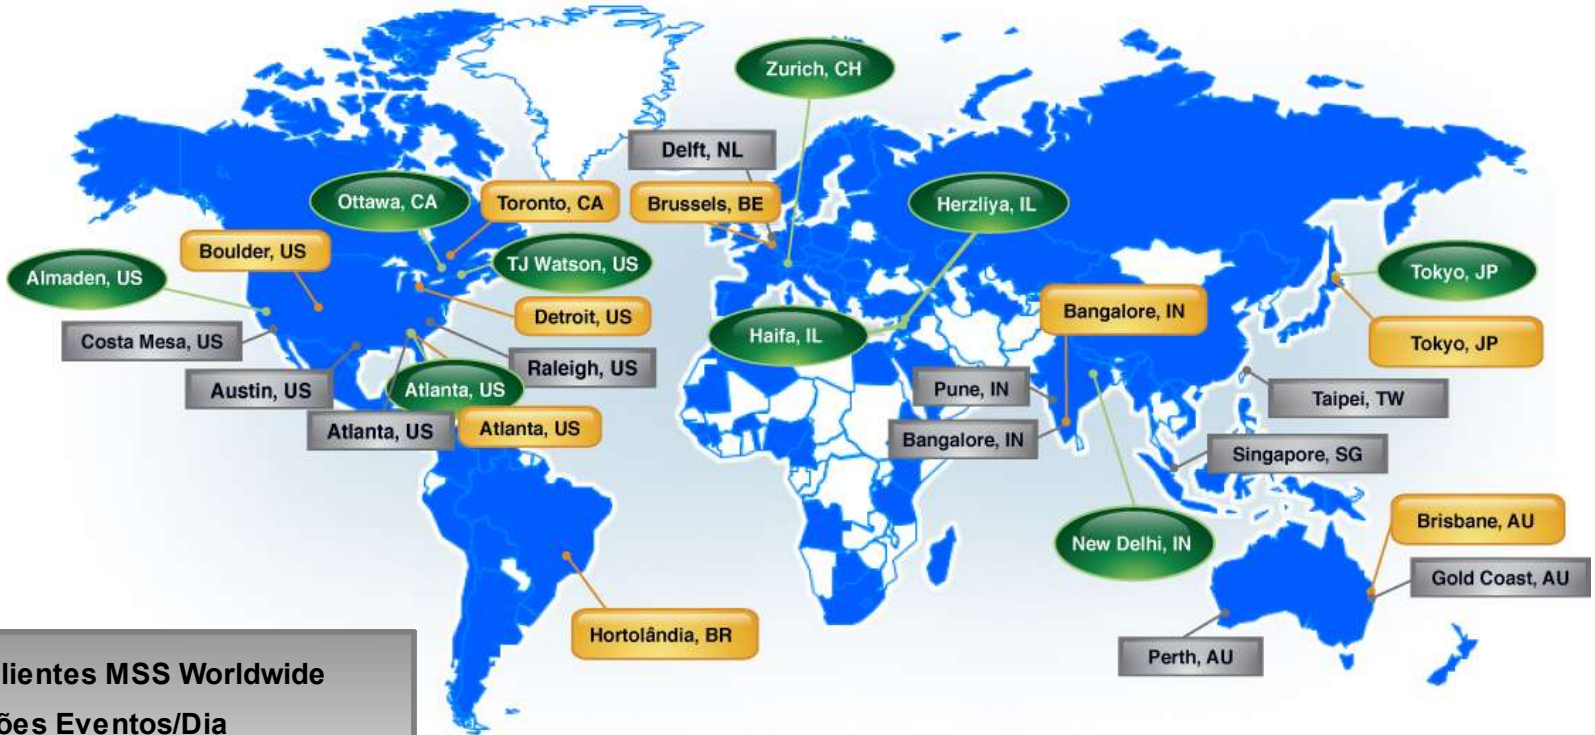 Zurich, CH
Delft, NL
Ottawa, CA
Toronto, CA
Brussels, BE
Herzliya, IL
Boulder, US
TJ Watson, US
Almaden, US
Tokyo, JP
Detroit, US
Bangalore, IN
Costa Mesa, US
Haifa, IL
Tokyo, JP
Raleigh, US
Austin, US
Atlanta, US
Pune, IN
Taipei, TW
Atlanta, US
Atlanta, US
Bangalore, IN
Singapore, SG
Brisbane, AU
New Delhi, IN
Gold Coast, AU
Hortolândia, BR
Perth, AU
MSS Worldwide
Eventos/Dia